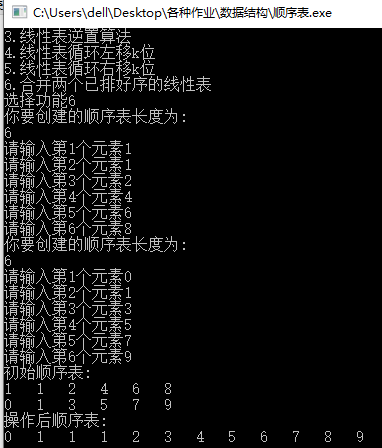 C:\Users\dell\Desktop\各种作业\数据结构\顺序表.exe
3.线性表逆置算法
4.线性表循环左移k位
5.线性表循环右移k位
6.合并两个已排好序的线性表
选择功能6
你要创建的顺序表长度为:
6
请输入第1个元素1
请输入第2个元素1
请输入第3个元素2
请输入第4个元素4
请输入第5个元素6
请输入第6个元素8
你要创建的顺序表长度为:
6
请输入第1个元素0
请输入第2个元素1
请输入第3个元素3
请输入第4个元素5
请输入第5个元素7
请输入第6个元素9
初始顺序表:
1 1 2 4 6 8
0 1 3 5 7 9
操作后顺序表:
0 1 1 1 2 3 4 5 6 7 8 9